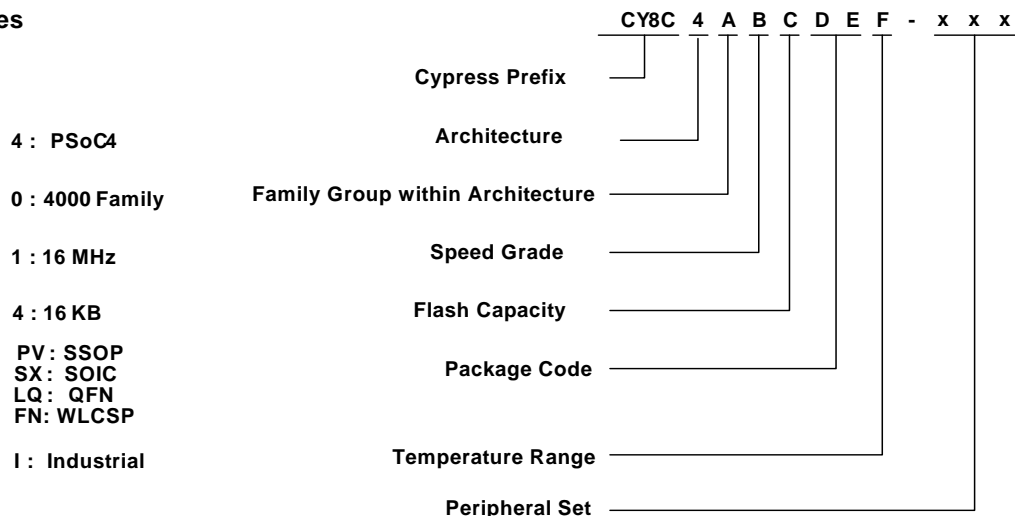 es
CY8C 4 A B C D E F - x x x
Cypress Prefix
4 : PSoC4 Architecture
0 : 4000 Family Family Group within Architecture
1 : 16 MHz Speed Grade
4 : 16 KB Flash Capacity
PV : SSOP
SX : SOIC
LQ : QFN
FN: WLCSP
Package Code
I : Industrial Temperature Range
Peripheral Set